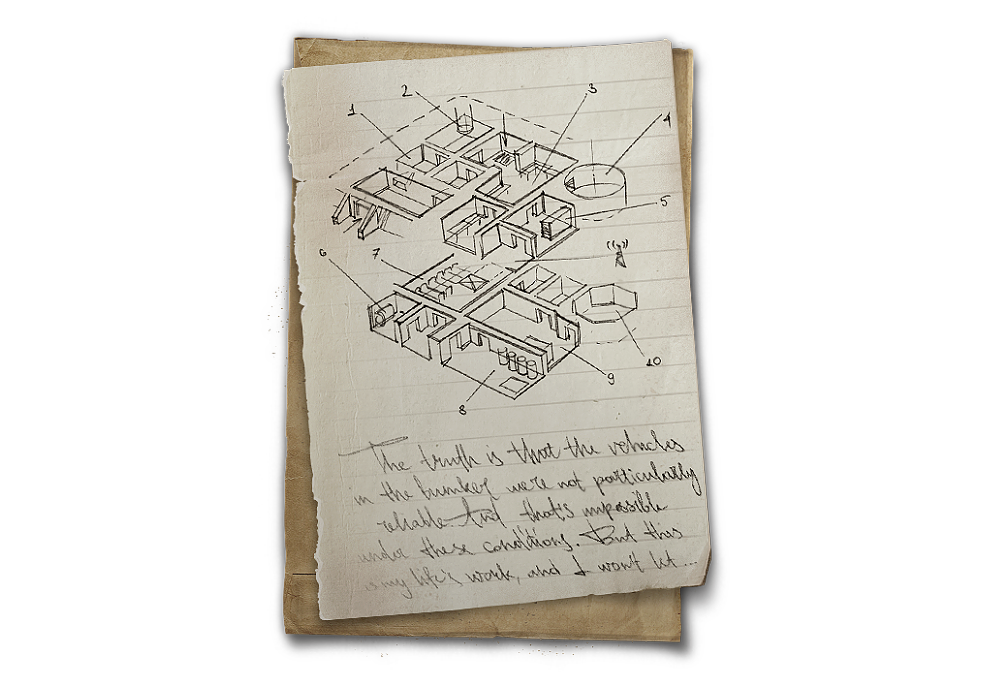 1
2
3
4
5
6
7
8
9
10
The truth is that the vehicles
in the bunker were not particularly
reliable. And that's impossible
under these conditions. But this
is my life's work, and I won't let ...